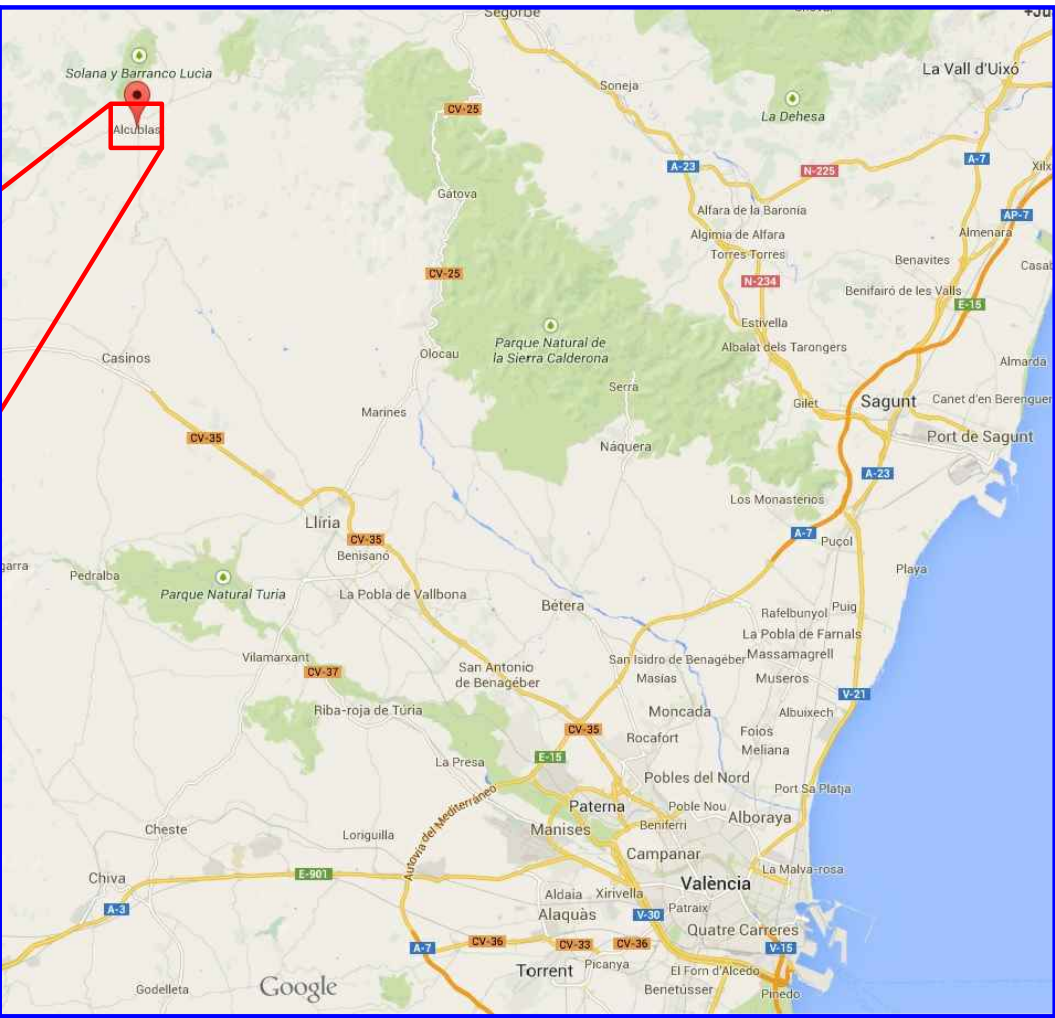 Segorbe
Solana y Barranco Lucia
Alcublas
CV-25
Soneja
La Vall d'Uixó
La Dehesa
A-23
N-225
A-7
Gátova
Alfara de la Baronia
AP-7
Algimia de Alfara
Almenara
Torres Torres
Benavites
CV-25
N-234
Benifairó de les Valls
E-15
Estivella
Parque Natural de
la Sierra Calderona
Albalat dels Tarongers
Olocau
Casinos
Almardà
Serra
Gilet
Sagunt
Canet d'en Berenguer
Marines
CV-35
Náquera
Port de Sagunt
A-23
Los Monasterios
Llíria
CV-35
A-7
Puçol
Benisanó
Pedralba
Parque Natural Turia
La Pobla de Vallbona
Playa
Bétera
Rafelbunyol
Puig
La Pobla de Farnals
Massamagrell
Vilamarxant
CV-37
San Antonio
de Benagéber
San Isidro de Benagéber
Masías
Museros
V-21
Riba-roja de Túria
Moncada
Albuixech
CV-35
Rocafort
Foios
Meliana
E-15
La Presa
Pobles del Nord
Port Sa Platja
Autovía del Mediterráneo
Paterna
Poble Nou
Alboraya
Cheste
Loriguilla
Manises
Beniferri
Campanar
Chiva
E-901
València
La Malva-rosa
A-3
Aldaia
Xirivella
Alaquàs
V-30
Patraix
Quatre Carreres
A-7
CV-36
CV-33
CV-36
V-15
Torrent
Picanya
El Forn d'Alcedo
Godelleta
Google
Benetússer
Pinedo